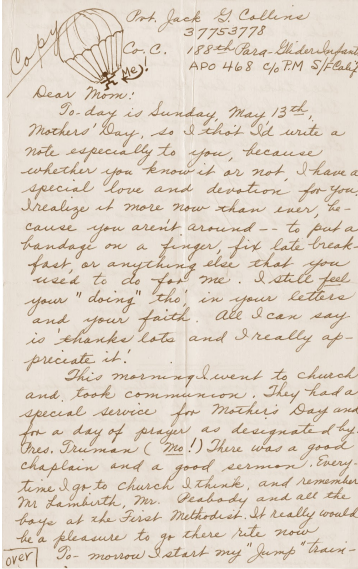 Copy
Pvt. Jack G. Collins
37753778
Co. C. 188th Para-Glider Infant
APO 468 c/o P.M S/F Calif
Me)!
Dear Mom:
To-day is Sunday, May 13th,
Mothers' Day, so I thot I'd write a
note especially to you, because
whether you know it or not, I have a
special love and devotion for you.
I realize it more now than ever, be-
cause you aren't around -- to put a
bandage on a finger, fix late break-
fast, or anything else that you
used to do for me. I still feel
your "doing" tho' in your letters
and your faith. All I can say
is 'thanks lots and I really ap-
preciate it.'
This morning I went to church
and took communion. They had a
special service for Mother's Day and
for a day of prayer as designated by
Pres. Truman (Mo!) There was a good
chaplain and a good sermon. Every-
time I go to church I think, and remember
Mr Lambuth, Mr. Peabody and all the
boys at the First Methodist. It really would
be a pleasure to go there rite now
To-morrow I start my "Jump" train-
over